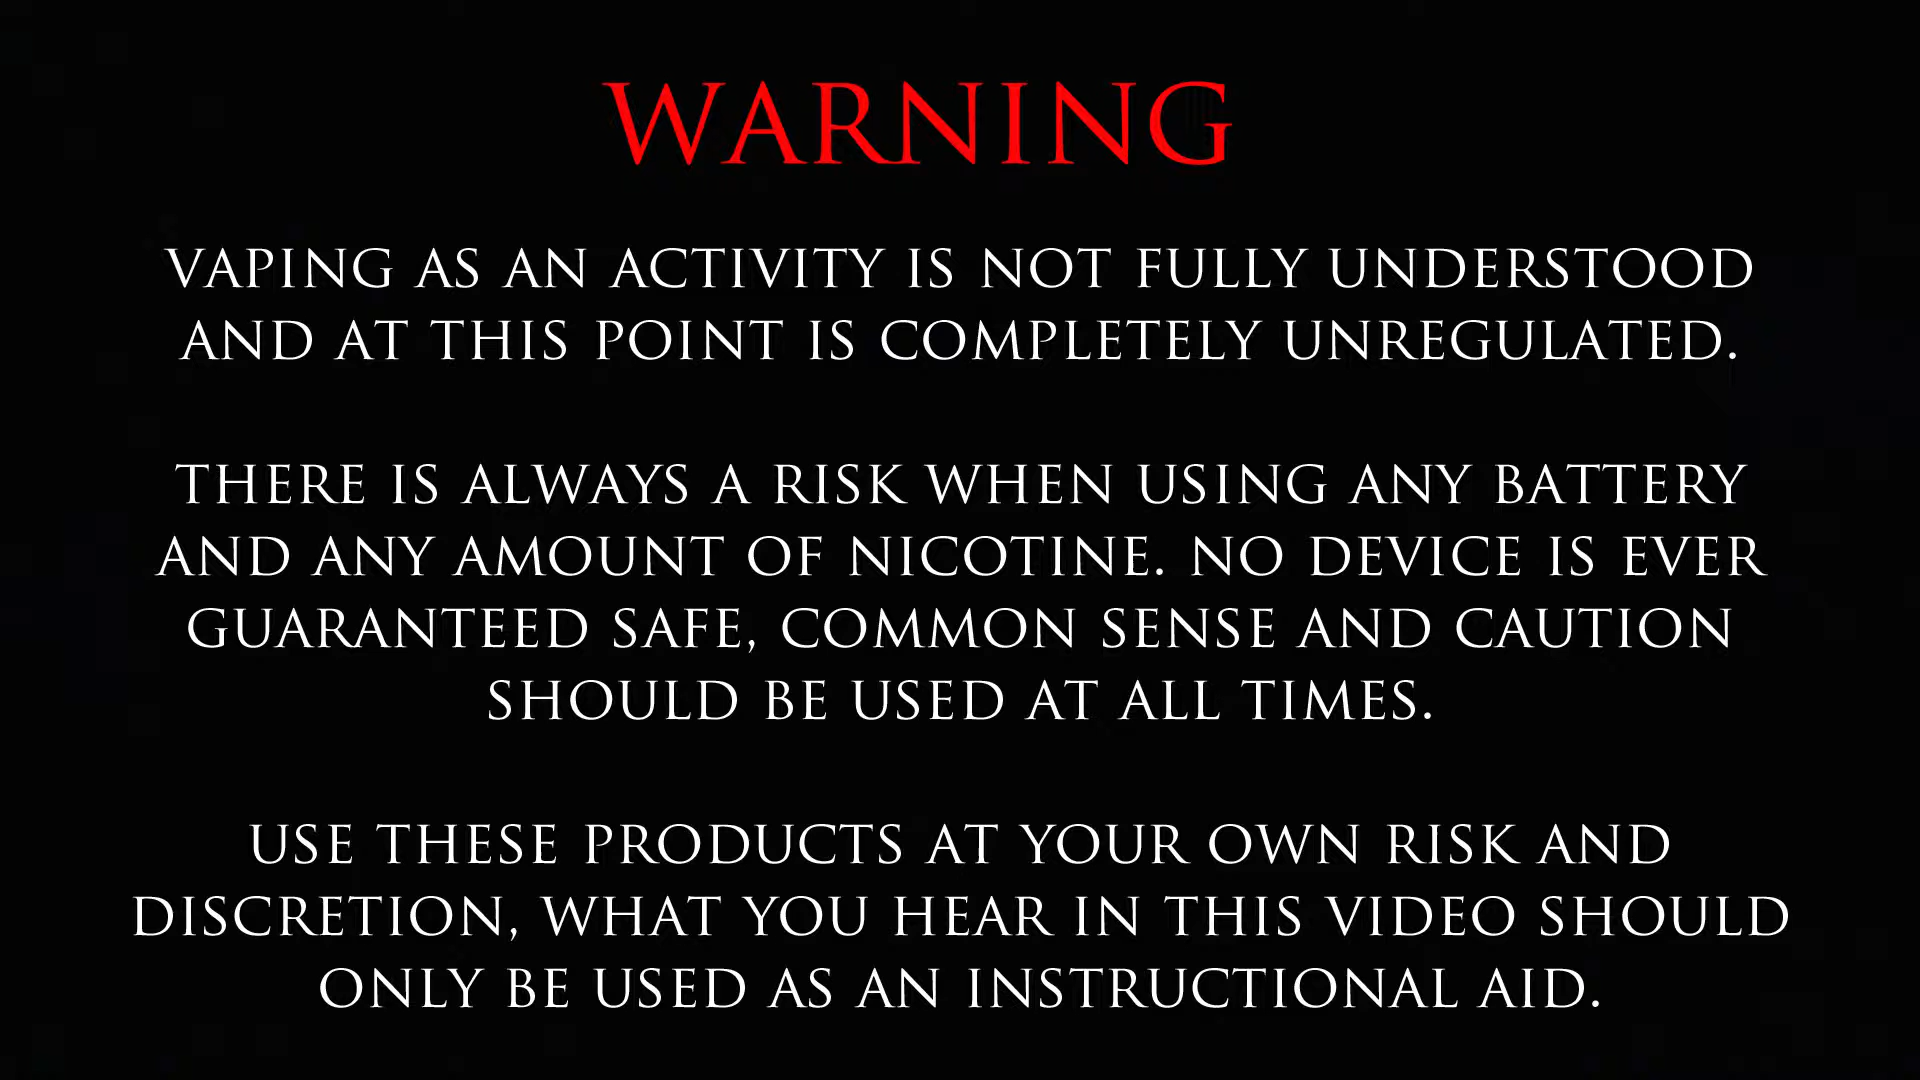 WARNING
VAPING AS AN ACTIVITY IS NOT FULLY UNDERSTOOD
AND AT THIS POINT IS COMPLETELY UNREGULATED.
THERE IS ALWAYS A RISK WHEN USING ANY BATTERY
AND ANY AMOUNT OF NICOTINE. NO DEVICE IS EVER
GUARANTEED SAFE, COMMON SENSE AND CAUTION
SHOULD BE USED AT ALL TIMES.
USE THESE PRODUCTS AT YOUR OWN RISK AND
DISCRETION, WHAT YOU HEAR IN THIS VIDEO SHOULD
ONLY BE USED AS AN INSTRUCTIONAL AID.